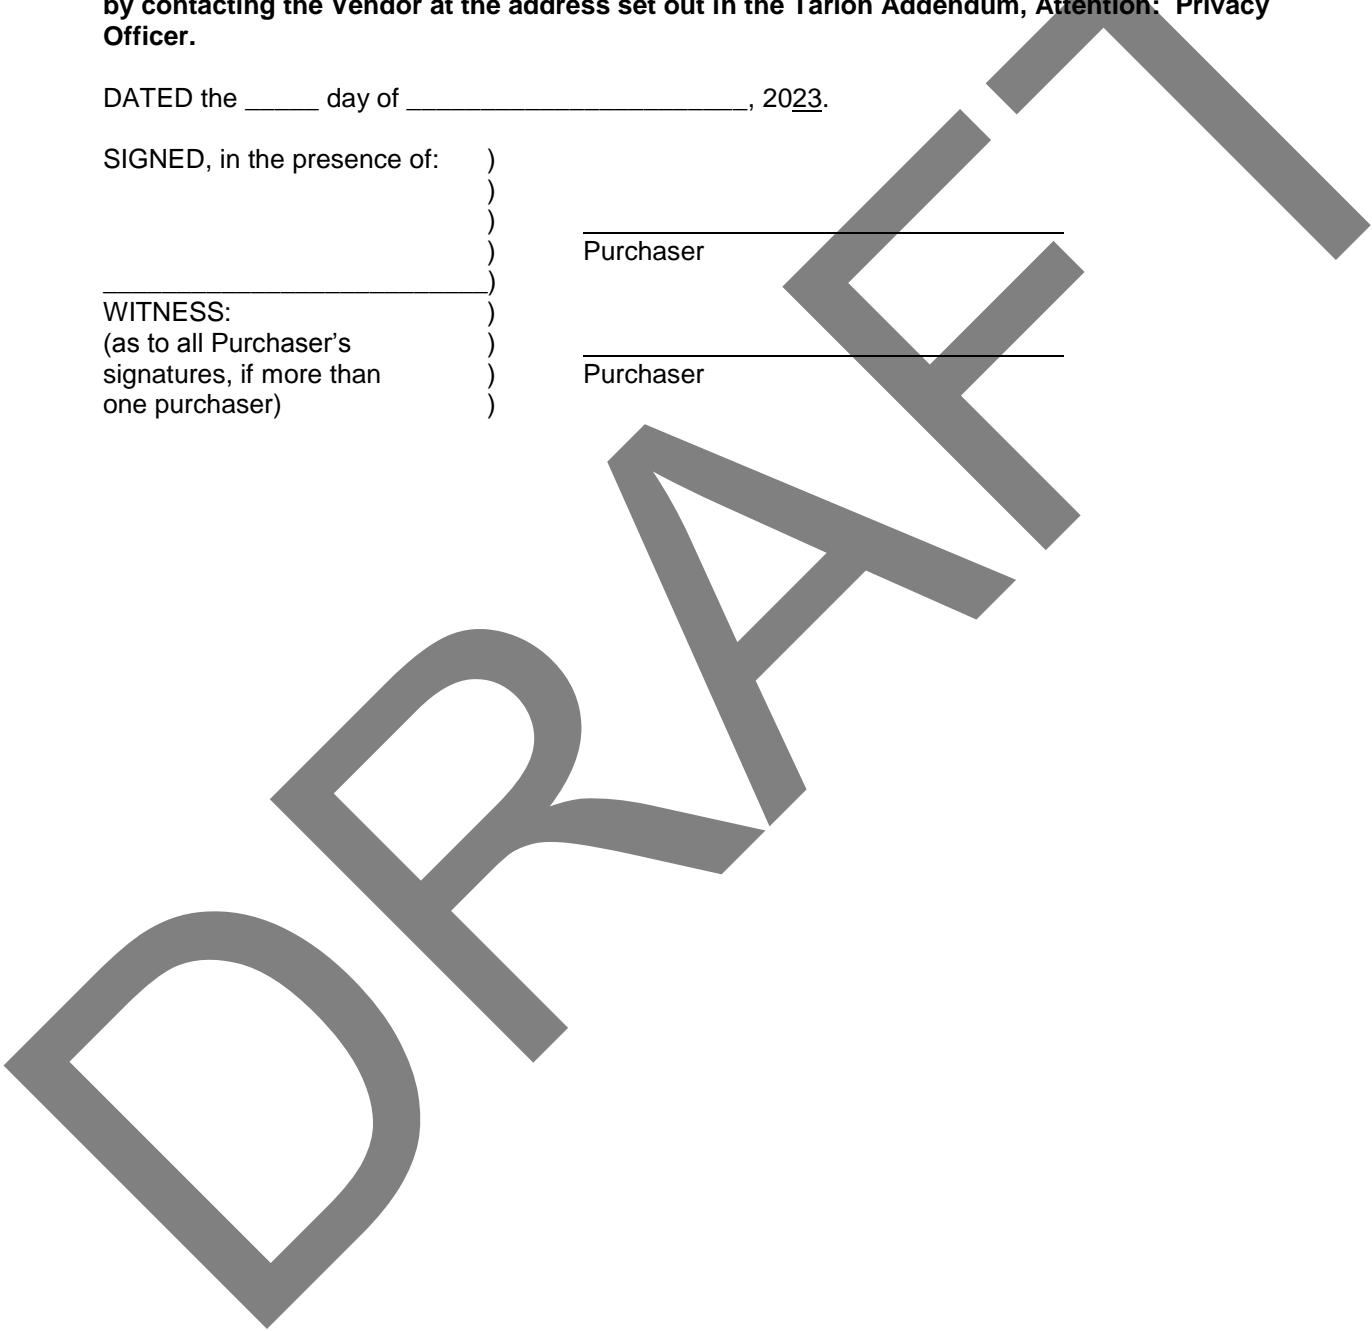 by contacting the Vendor at the address set out in the Tarion Addendum, Attention: Privacy
Officer.
DATED the _____ day of _______________________, 2023.
SIGNED, in the presence of: )
)
)
) Purchaser
__________________________)
WITNESS: )
(as to all Purchaser’s )
signatures, if more than ) Purchaser
one purchaser) )
DRAFT